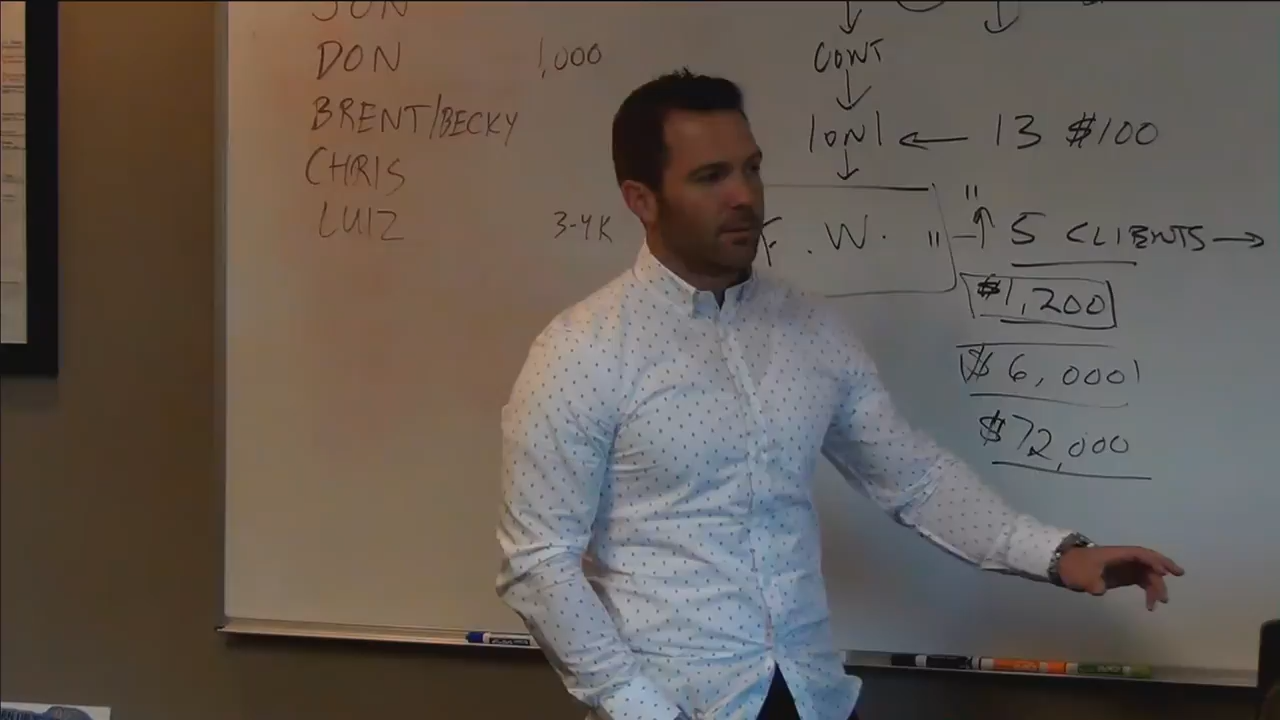 JON
DON 1,000
BRENT/BECKY
CHRIS
LUIZ 3-4K
CONT
1ON1 ← 13 $100
F.W. " 5 CLIENTS →
$1,200
$6,000
$72,000